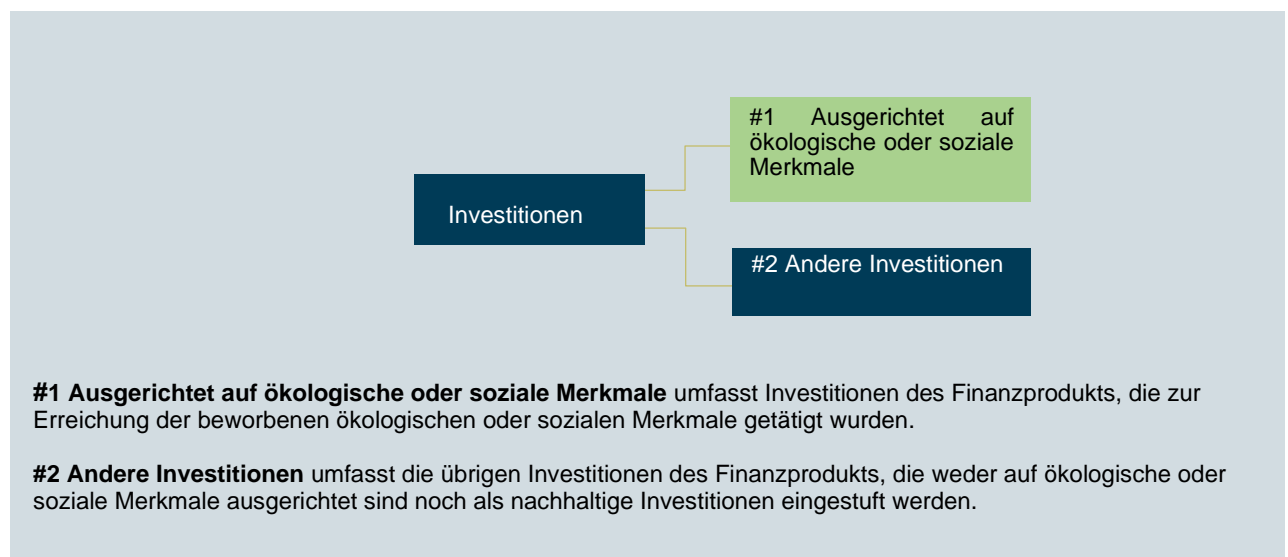 #1 Ausgerichtet auf
ökologische oder soziale
Merkmale
Investitionen
#2 Andere Investitionen
#1 Ausgerichtet auf ökologische oder soziale Merkmale umfasst Investitionen des Finanzprodukts, die zur
Erreichung der beworbenen ökologischen oder sozialen Merkmale getätigt wurden.
#2 Andere Investitionen umfasst die übrigen Investitionen des Finanzprodukts, die weder auf ökologische oder
soziale Merkmale ausgerichtet sind noch als nachhaltige Investitionen eingestuft werden.